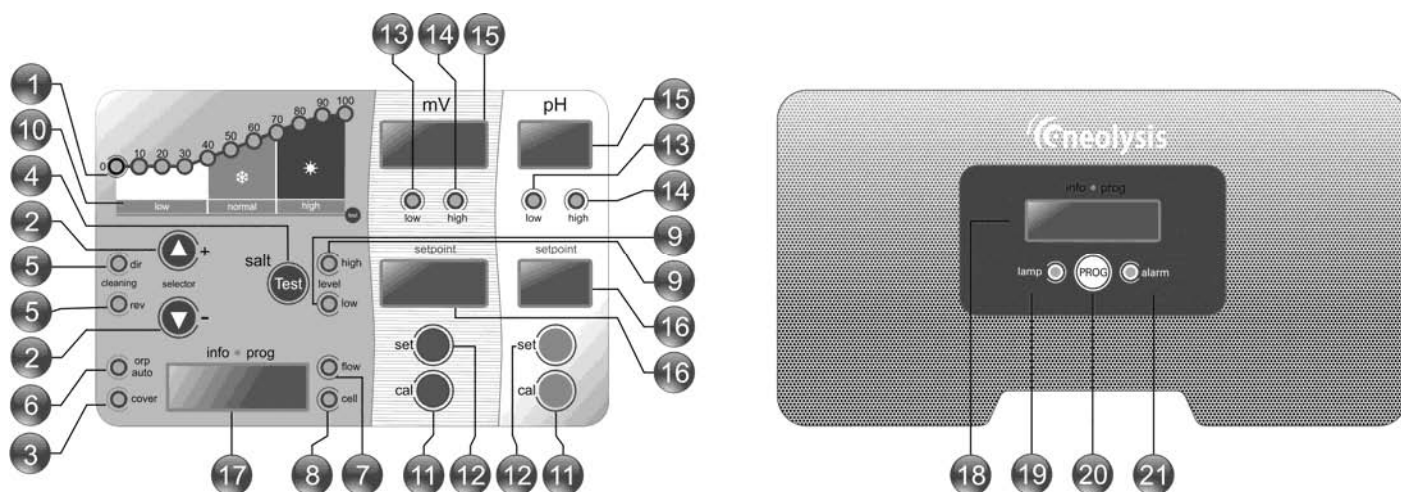 13 14 15
1
10
4
2
5
5
2
6
3
0 10 20 30 40 50 60 70 80 90 100
low normal high
test
mV
low high
setpoint
set
cal
pH
low high
setpoint
set
cal
salt
Test
high
level
low
+
selector
-
dir
cleaning
rev
info prog
orp
auto
cover
flow
cell
15
13
14
9
9
16
16
17 8 7 11 12 12 11
eneolysis
info prog
lamp PROG alarm
18 19 20 21